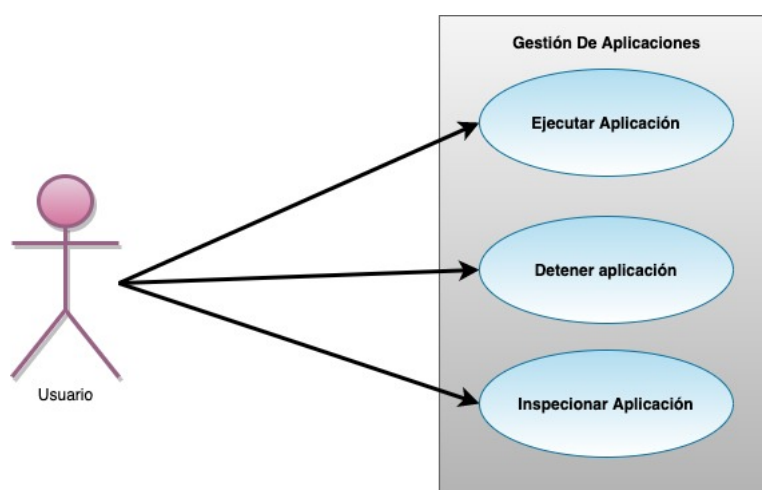 Gestión De Aplicaciones
Ejecutar Aplicación
Detener aplicación
Inspecionar Aplicación
Usuario